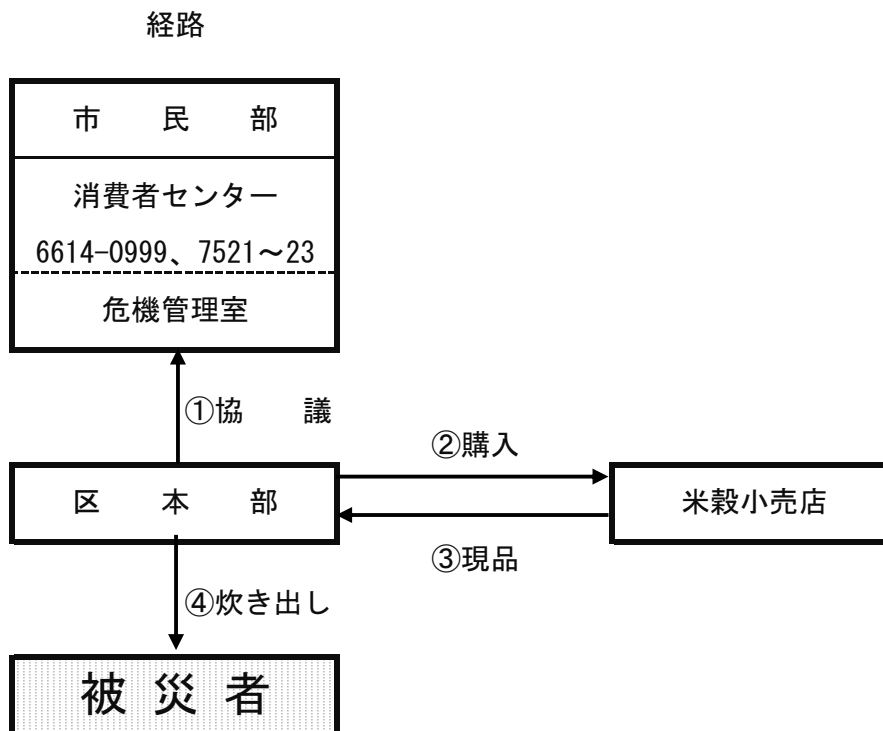 経路
市民部
消費者センター
6614-0999、7521～23
危機管理室
①協議
②購入
区本部
米穀小売店
③現品
④炊き出し
被災者